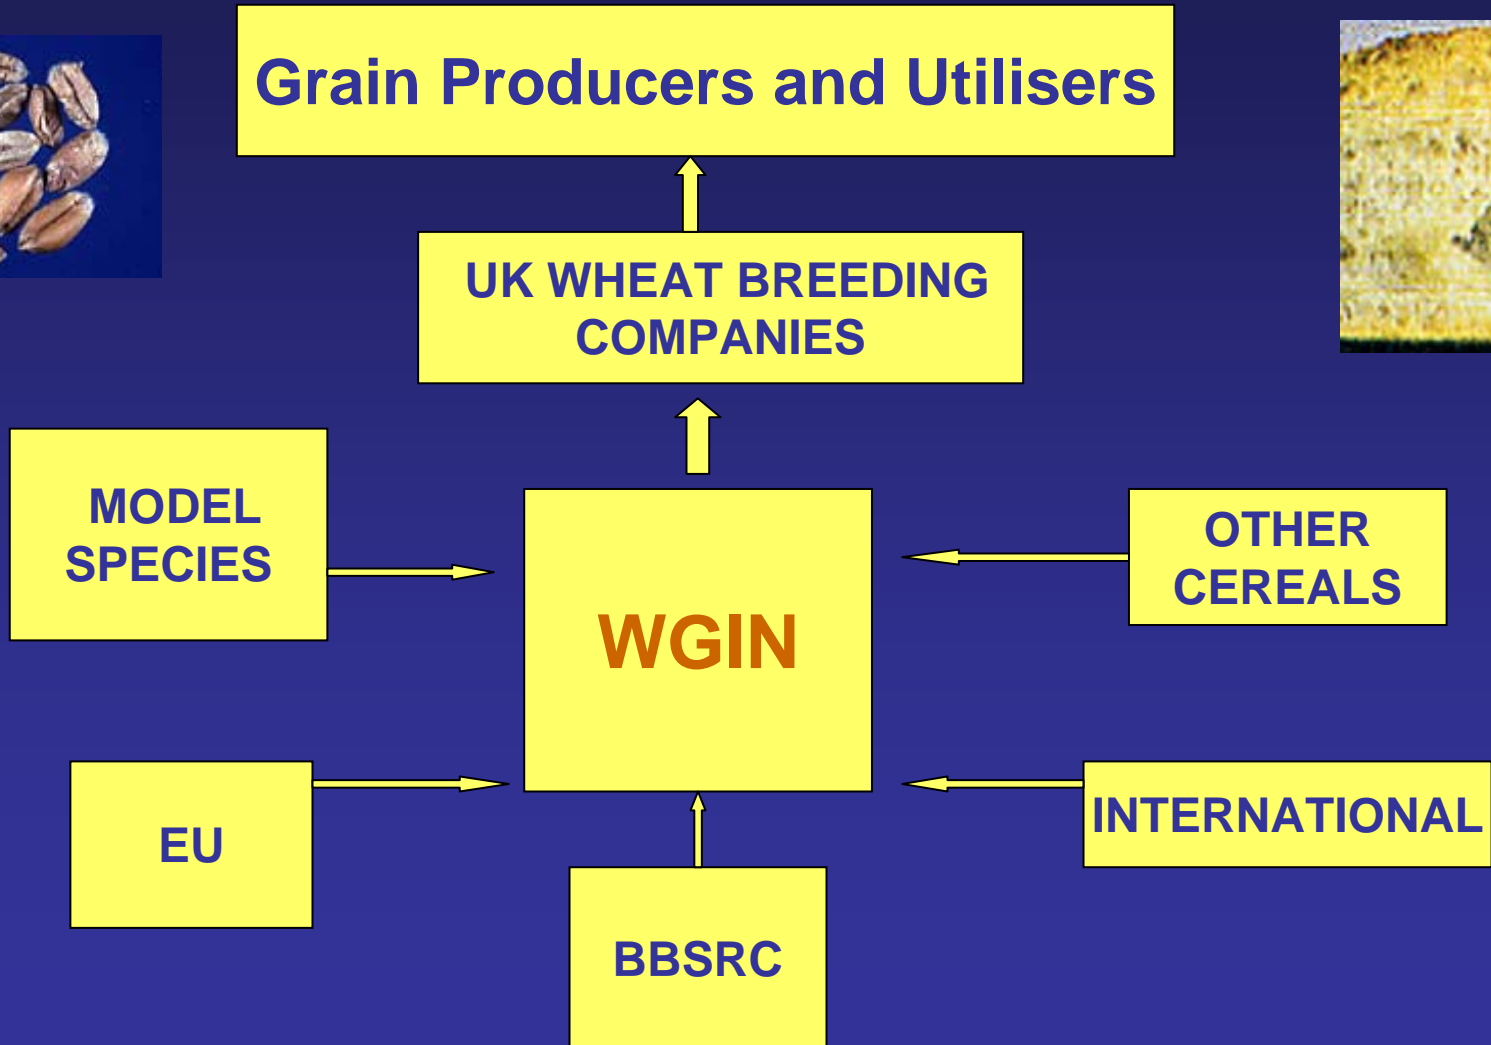 Grain Producers and Utilisers
UK WHEAT BREEDING
COMPANIES
MODEL
SPECIES
OTHER
CEREALS
WGIN
EU
INTERNATIONAL
BBSRC